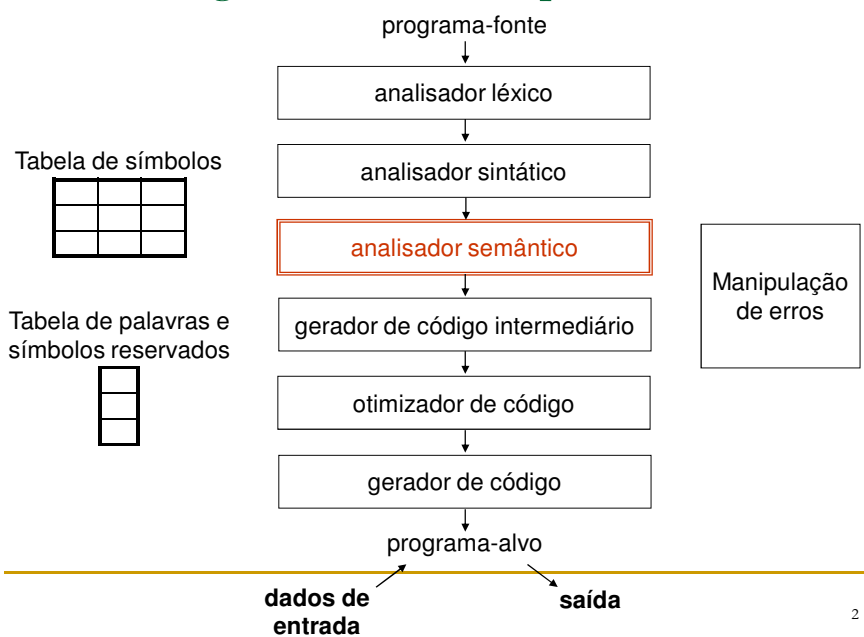 programa-fonte
analisador léxico
Tabela de símbolos
analisador sintático
analisador semântico
Manipulação
de erros
Tabela de palavras e
símbolos reservados
gerador de código intermediário
otimizador de código
gerador de código
programa-alvo
dados de
entrada
saída
2